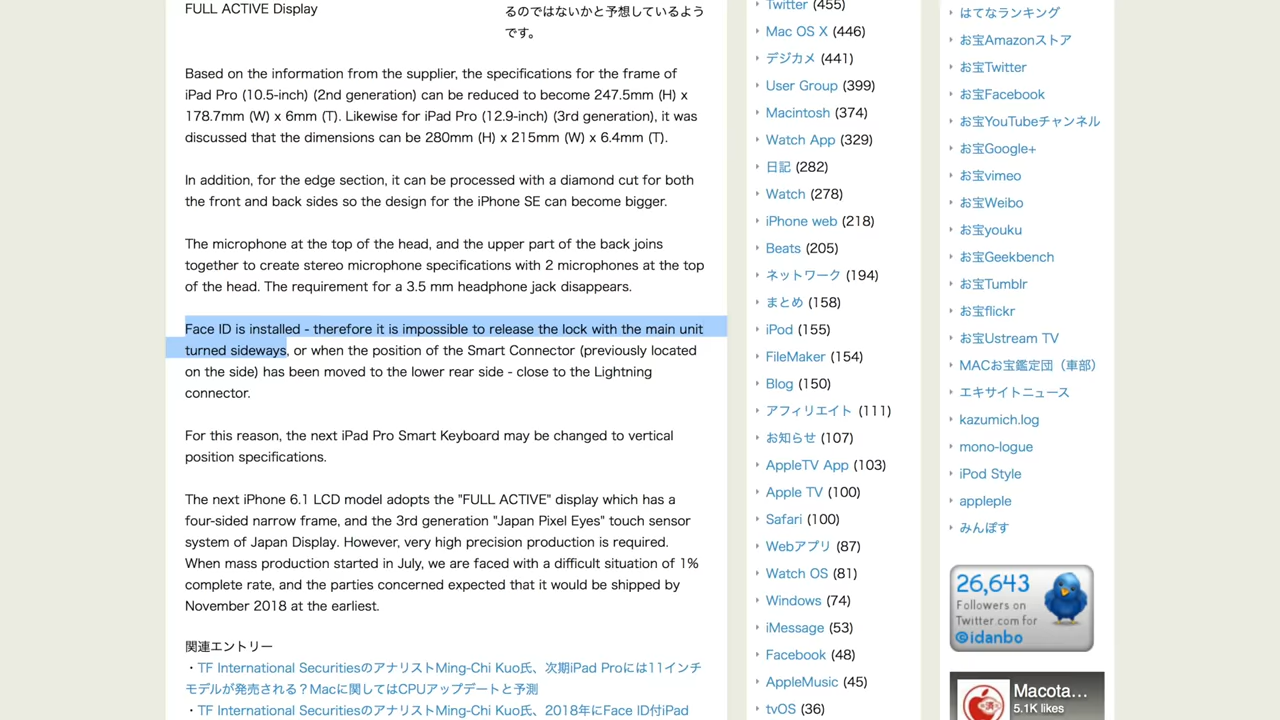 FULL ACTIVE Display
るのではないかと予想しているよう
です。
Based on the information from the supplier, the specifications for the frame of
iPad Pro (10.5-inch) (2nd generation) can be reduced to become 247.5mm (H) x
178.7mm (W) x 6mm (T). Likewise for iPad Pro (12.9-inch) (3rd generation), it was
discussed that the dimensions can be 280mm (H) x 215mm (W) x 6.4mm (T).
In addition, for the edge section, it can be processed with a diamond cut for both
the front and back sides so the design for the iPhone SE can become bigger.
The microphone at the top of the head, and the upper part of the back joins
together to create stereo microphone specifications with 2 microphones at the top
of the head. The requirement for a 3.5 mm headphone jack disappears.
Face ID is installed - therefore it is impossible to release the lock with the main unit
turned sideways, or when the position of the Smart Connector (previously located
on the side) has been moved to the lower rear side - close to the Lightning
connector.
For this reason, the next iPad Pro Smart Keyboard may be changed to vertical
position specifications.
The next iPhone 6.1 LCD model adopts the "FULL ACTIVE" display which has a
four-sided narrow frame, and the 3rd generation "Japan Pixel Eyes" touch sensor
system of Japan Display. However, very high precision production is required.
When mass production started in July, we are faced with a difficult situation of 1%
complete rate, and the parties concerned expected that it would be shipped by
November 2018 at the earliest.
関連エントリー
・TF International SecuritiesのアナリストMing-Chi Kuo氏、次期iPad Proには11インチ
モデルが発売される？Macに関してはCPUアップデートと予測
・TF International SecuritiesのアナリストMing-Chi Kuo氏、2018年にFace ID付iPad
Twitter (455)
Mac OS X (446)
デジカメ (441)
User Group (399)
Macintosh (374)
Watch App (329)
日記 (282)
Watch (278)
iPhone web (218)
Beats (205)
ネットワーク (194)
まとめ (158)
iPod (155)
FileMaker (154)
Blog (150)
アフィリエイト (111)
お知らせ (107)
AppleTV App (103)
Apple TV (100)
Safari (100)
Webアプリ (87)
Watch OS (81)
Windows (74)
iMessage (53)
Facebook (48)
AppleMusic (45)
tvOS (36)
はてなランキング
お宝Amazonストア
お宝Twitter
お宝Facebook
お宝YouTubeチャンネル
お宝Google+
お宝vimeo
お宝Weibo
お宝youku
お宝Geekbench
お宝Tumblr
お宝flickr
お宝Ustream TV
MACお宝鑑定団（車部）
エキサイトニュース
kazumich.log
mono-logue
iPod Style
appleple
みんぽす
26,643
Followers on
Twitter.com for
@idanbo
Macota...
5.1K likes